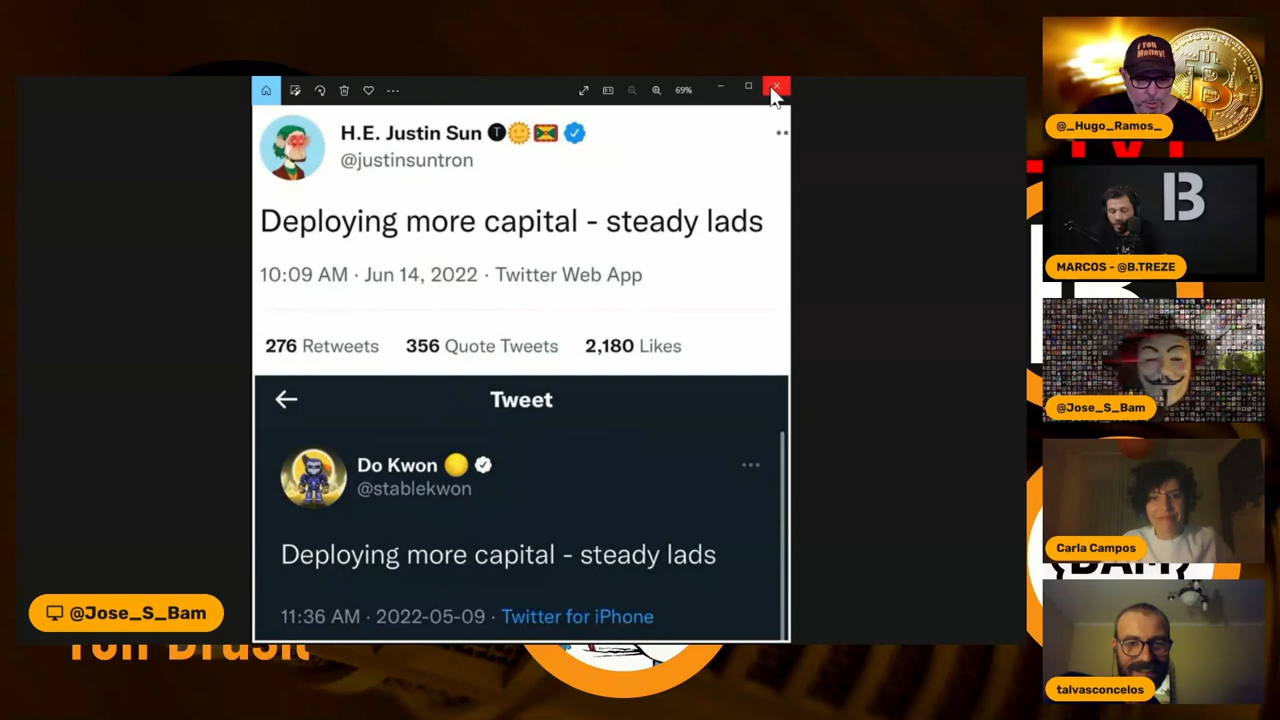 69%
H.E. Justin Sun
@justinsuntron
Deploying more capital - steady lads
10:09 AM · Jun 14, 2022 · Twitter Web App
276 Retweets 356 Quote Tweets 2,180 Likes
Tweet
Do Kwon
@stablekwon
Deploying more capital - steady lads
11:36 AM · 2022-05-09 · Twitter for iPhone
@Jose_S_Bam
@_Hugo_Ramos_
B
MARCOS - @B.TREZE
@Jose_S_Bam
Carla Campos
talvasconcelos